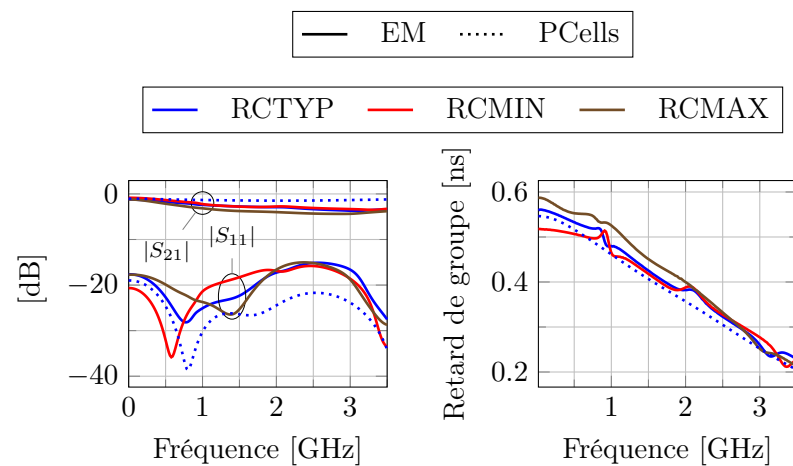 EM PCells
RCTYP RCMIN RCMAX
0
−20
−40
[dB]
|S21|
|S11|
0 1 2 3
Fréquence [GHz]
0.6
0.4
0.2
Retard de groupe [ns]
1 2 3
Fréquence [GHz]